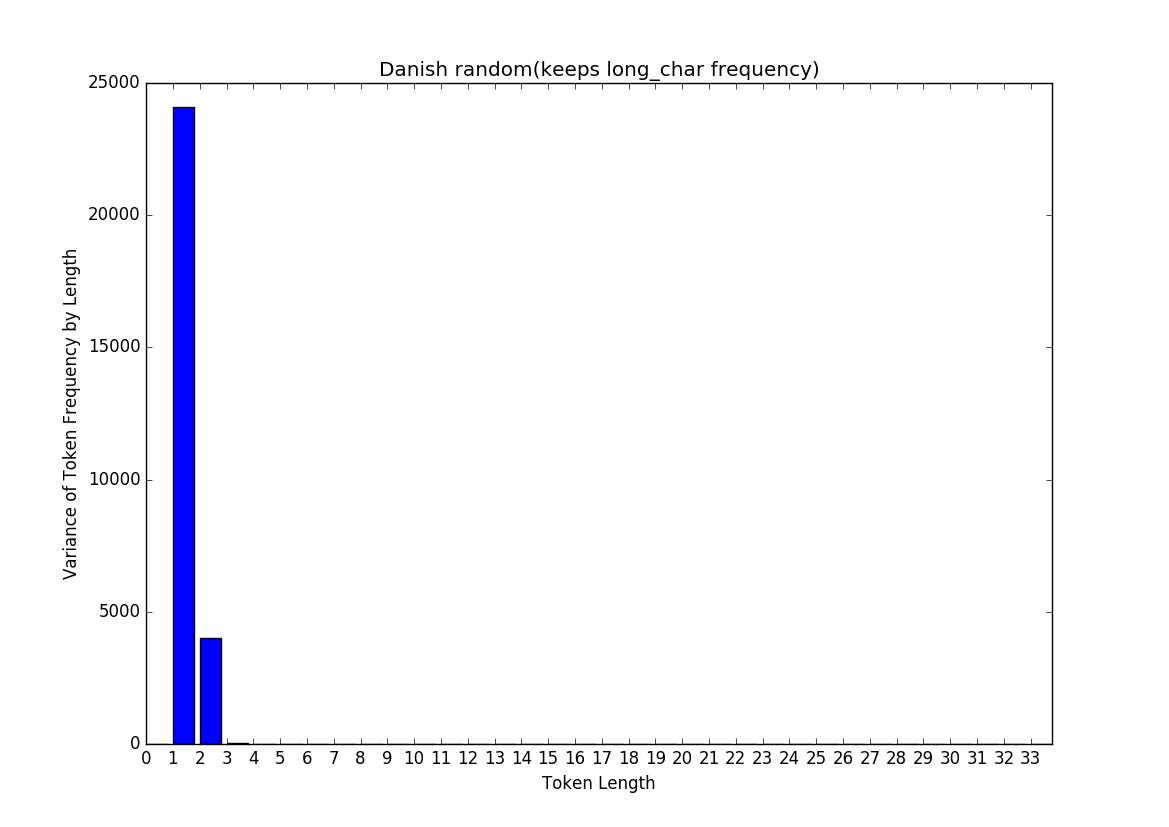 Danish random(keeps long_char frequency)
25000
20000
15000
10000
5000
0
Variance of Token Frequency by Length
0 1 2 3 4 5 6 7 8 9 10 11 12 13 14 15 16 17 18 19 20 21 22 23 24 25 26 27 28 29 30 31 32 33
Token Length